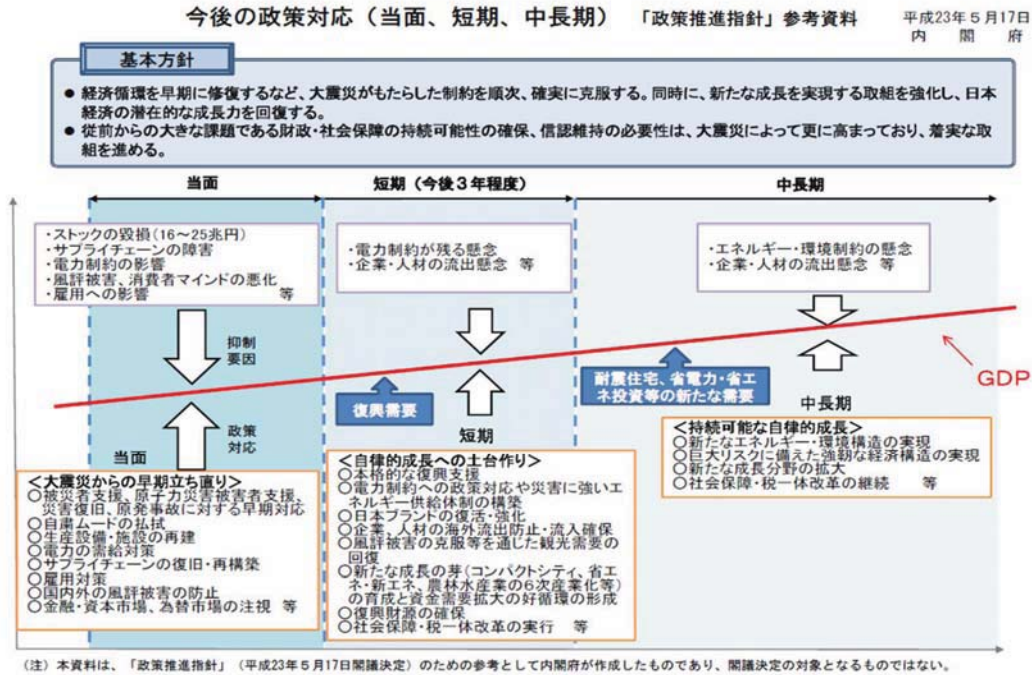 今後の政策対応（当面、短期、中長期） 「政策推進指針」参考資料
平成23年５月17日
内　閣　府
基本方針
● 経済循環を早期に修復するなど、大震災がもたらした制約を順次、確実に克服する。同時に、新たな成長を実現する取組を強化し、日本
経済の潜在的な成長力を回復する。
● 従前からの大きな課題である財政・社会保障の持続可能性の確保、信認維持の必要性は、大震災によって更に高まっており、着実な取
組を進める。
当面
短期（今後３年程度）
中長期
・ストックの毀損（16～25兆円）
・サプライチェーンの障害
・電力制約の影響
・風評被害、消費者マインドの悪化
・雇用への影響　等
・電力制約が残る懸念
・企業・人材の流出懸念 等
・エネルギー・環境制約の懸念
・企業・人材の流出懸念 等
抑制
要因
GDP
復興需要
耐震住宅、省電力・省エ
ネ投資等の新たな需要
政策
対応
当面
＜大震災からの早期立ち直り＞
○被災者支援、原子力災害被害者支援、
災害復旧、原発事故に対する早期対応
○自粛ムードの払拭
○生産設備・施設の再建
○電力の需給対策
○サプライチェーンの復旧・再構築
○雇用対策
○国内外の風評被害の防止
○金融・資本市場、為替市場の注視 等
短期
＜自律的成長への土台作り＞
○本格的な復興支援
○電力制約への政策対応や災害に強いエ
ネルギー供給体制の構築
○日本ブランドの復活・強化
○企業、人材の海外流出防止・流入確保
○風評被害の克服等を通じた観光需要の
回復
○新たな成長の芽（コンパクトシティ、省エ
ネ・新エネ、農林水産業の６次産業化等）
の育成と資金需要拡大の好循環の形成
○復興財源の確保
○社会保障・税一体改革の実行 等
中長期
＜持続可能な自律的成長＞
○新たなエネルギー・環境構造の実現
○巨大リスクに備えた強靭な経済構造の実現
○新たな成長分野の拡大
○社会保障・税一体改革の継続　等
（注）本資料は、「政策推進指針」（平成23年５月17日閣議決定）のための参考として内閣府が作成したものであり、閣議決定の対象となるものではない。